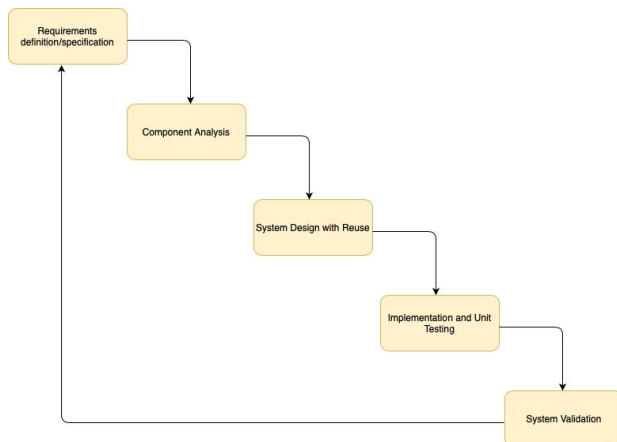 Requirements
definition/specification
Component Analysis
System Design with Reuse
Implementation and Unit
Testing
System Validation